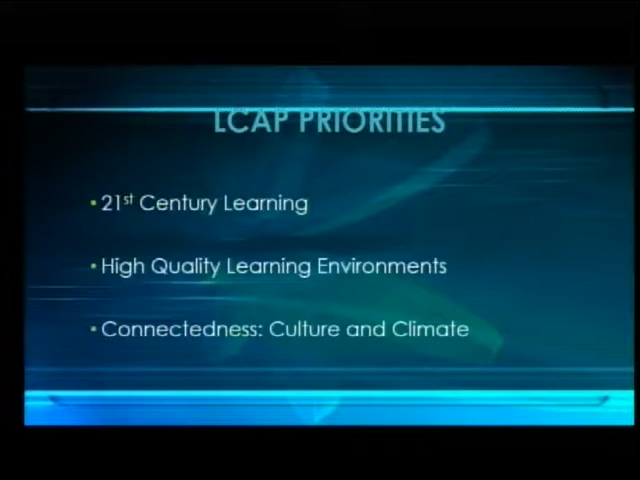 LCAP PRIORITIES
• 21st Century Learning
• High Quality Learning Environments
• Connectedness: Culture and Climate